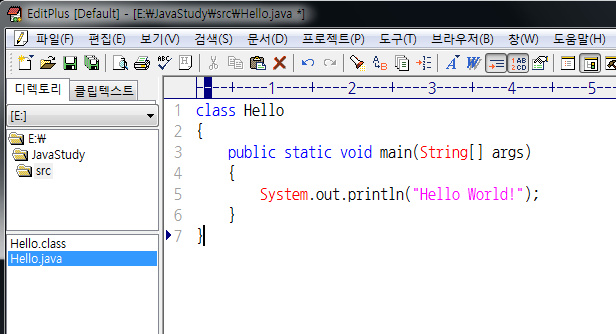 EditPlus [Default] - [E:₩JavaStudy₩src₩Hello.java *]
파일(F) 편집(E) 보기(V) 검색(S) 문서(D) 프로젝트(P) 도구(T) 브라우저(B) 창(W) 도움말(H)
디렉토리 클립텍스트
[E:]
E:₩
JavaStudy
src
Hello.class
Hello.java
----+----1----+----2----+----3----+----4----+----5----
1 class Hello
2 {
3 public static void main(String[] args)
4 {
5 System.out.println("Hello World!");
6 }
7 }